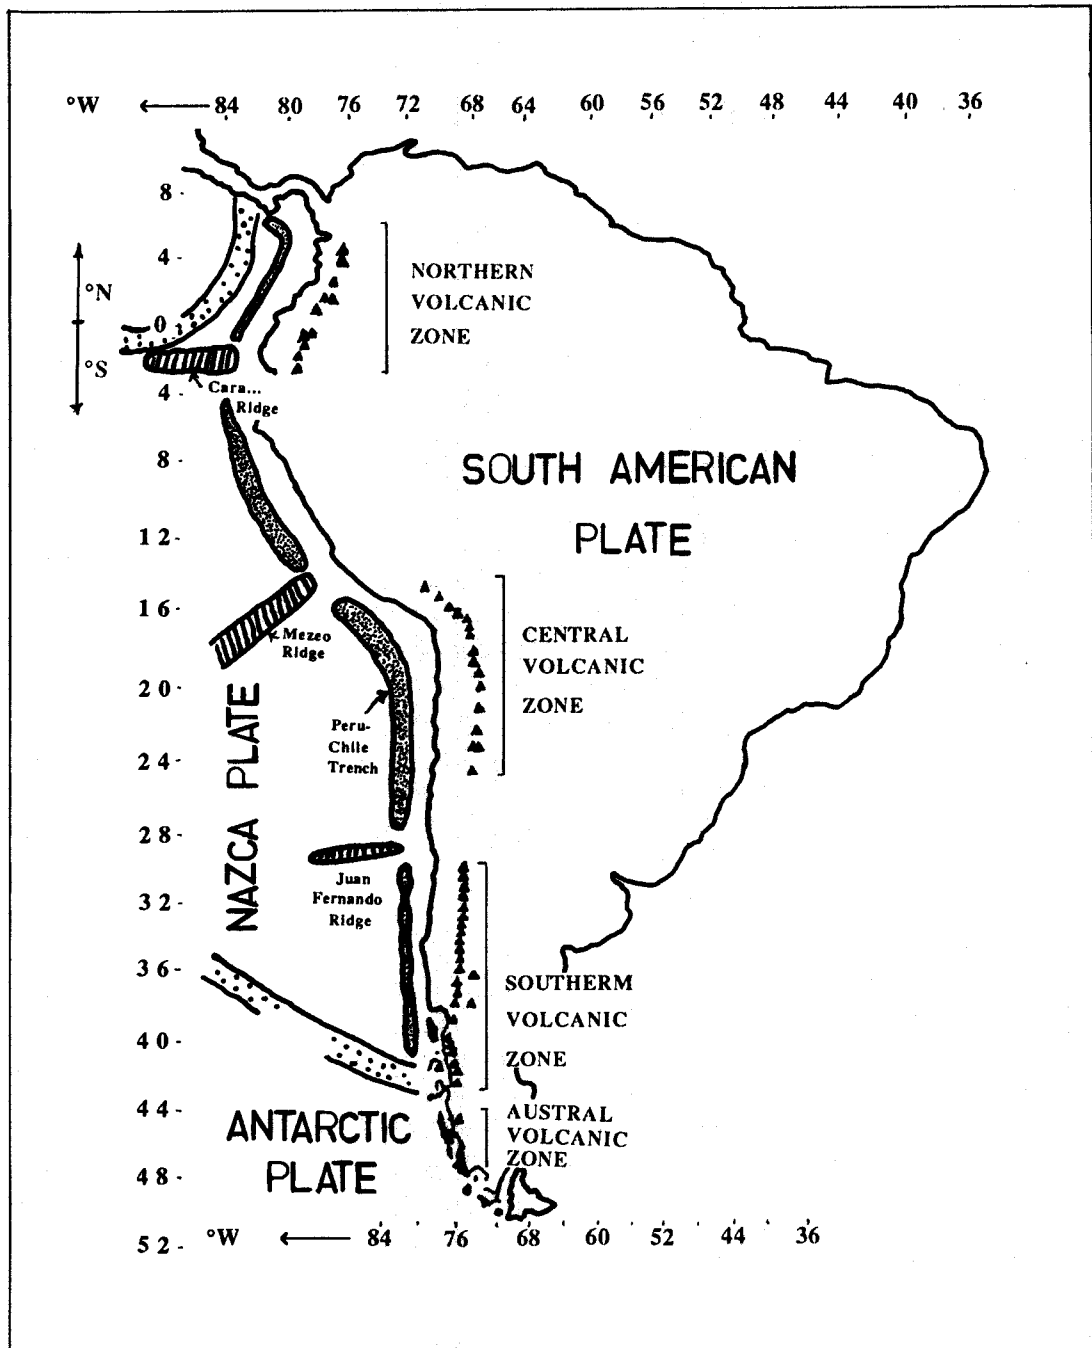 °W 84 80 76 72 68 64 60 56 52 48 44 40 36
8
4
°N
0
°S
4
8
12
16
20
24
28
32
36
40
44
48
52
NORTHERN
VOLCANIC
ZONE
Cara...
Ridge
SOUTH AMERICAN
PLATE
Mezeo
Ridge
CENTRAL
VOLCANIC
ZONE
NAZCA PLATE
Peru-
Chile
Trench
Juan
Fernando
Ridge
SOUTHERM
VOLCANIC
ZONE
ANTARCTIC
PLATE
AUSTRAL
VOLCANIC
ZONE
°W 84 76 68 60 52 44 36